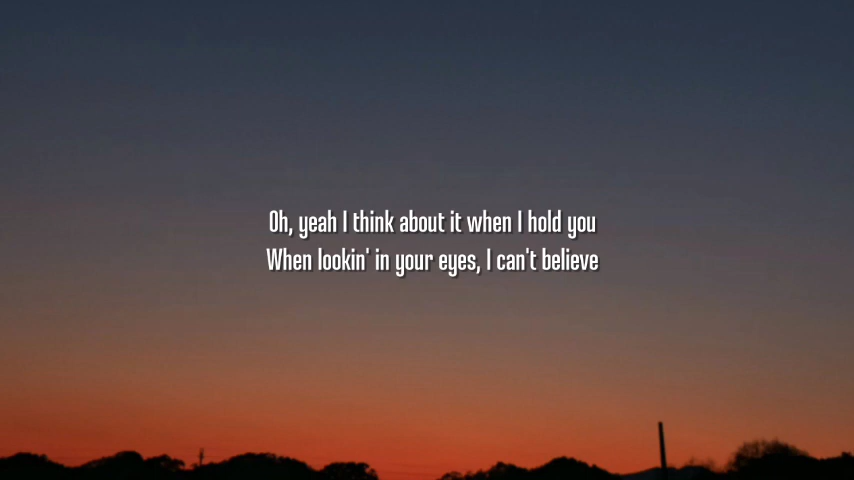 Oh, yeah I think about it when I hold you
When lookin' in your eyes, I can't believe